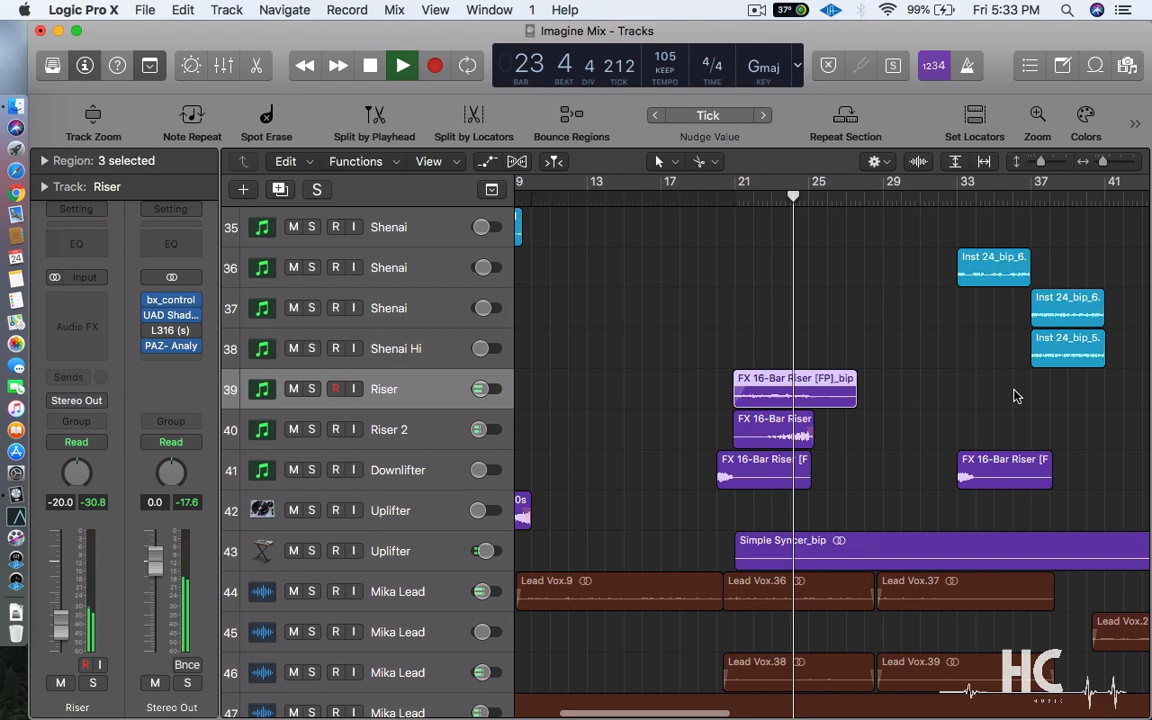 Logic Pro X File Edit Track Navigate Record Mix View Window 1 Help 37° 99% Fri 5:33 PM
Imagine Mix - Tracks
23 4 4 212 105 KEEP 4/4 Gmaj 1234 S
BAR BEAT DIV TICK TEMPO TIME KEY
Tick
Track Zoom Note Repeat Spot Erase Split by Playhead Split by Locators Bounce Regions Nudge Value Repeat Section Set Locators Zoom Colors
Region: 3 selected Edit Functions View
Track: Riser S 9 13 17 21 25 29 33 37 41
Setting Setting
35 M S R I Shenai
EQ EQ
36 M S R I Shenai Inst 24_bip_6.
Input
bx_control
37 M S R I Shenai Inst 24_bip_6.
UAD Shad...
Audio FX L316 (s)
PAZ- Analy
38 M S R I Shenai Hi Inst 24_bip_5.
Sends
39 M S R I Riser FX 16-Bar Riser [FP]_bip
Stereo Out
Group Group
40 M S R I Riser 2 FX 16-Bar Riser
Read Read
41 M S R I Downlifter FX 16-Bar Riser [F FX 16-Bar Riser [F
-20.0 -30.8 0.0 -17.6
42 M S R I Uplifter 0s
43 M S R I Uplifter Simple Syncer_bip
44 M S R I Mika Lead Lead Vox.9 Lead Vox.36 Lead Vox.37
45 M S R I Mika Lead Lead Vox.2
46 M S R I Mika Lead Lead Vox.38 Lead Vox.39
R I Bnce
M S M S
HC
MUSIC
Riser Stereo Out
47 M S R I Mika Lead